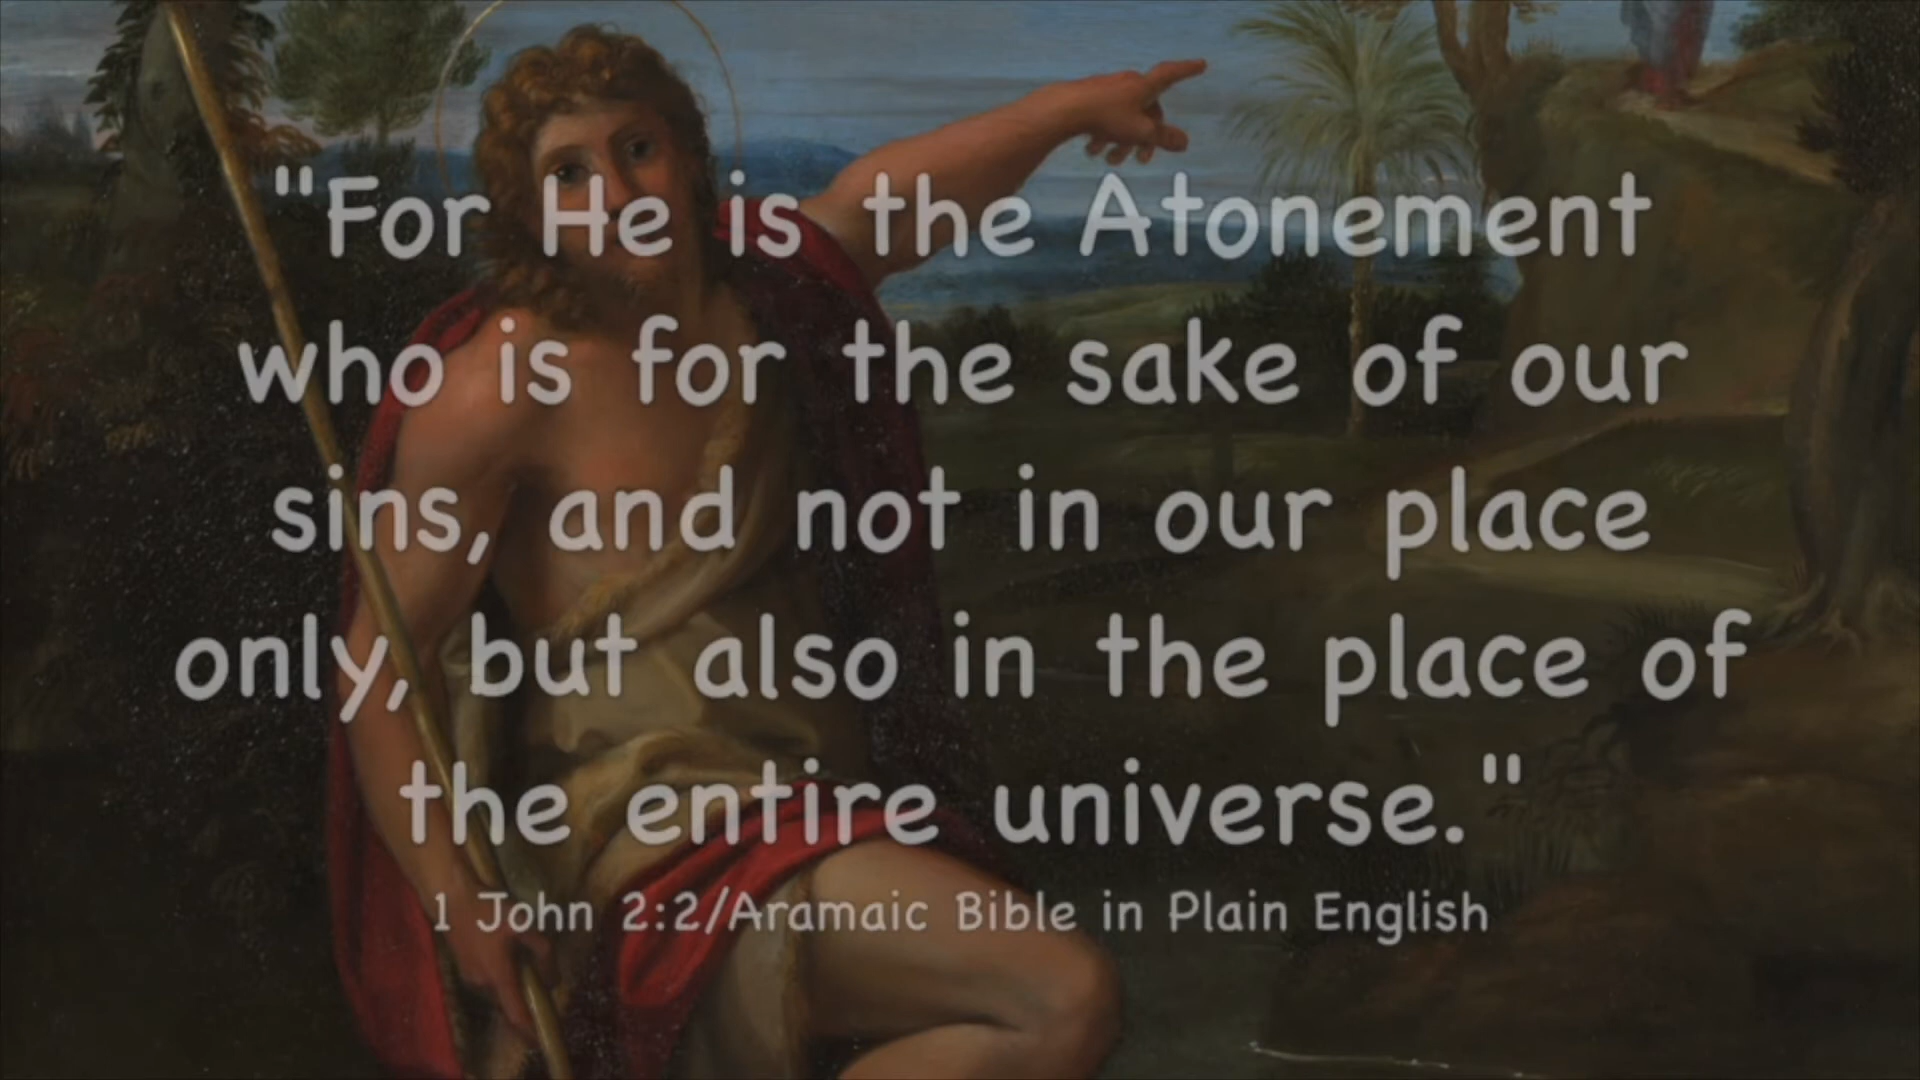 "For He is the Atonement
who is for the sake of our
sins, and not in our place
only, but also in the place of
the entire universe."
1 John 2:2/Aramaic Bible in Plain English